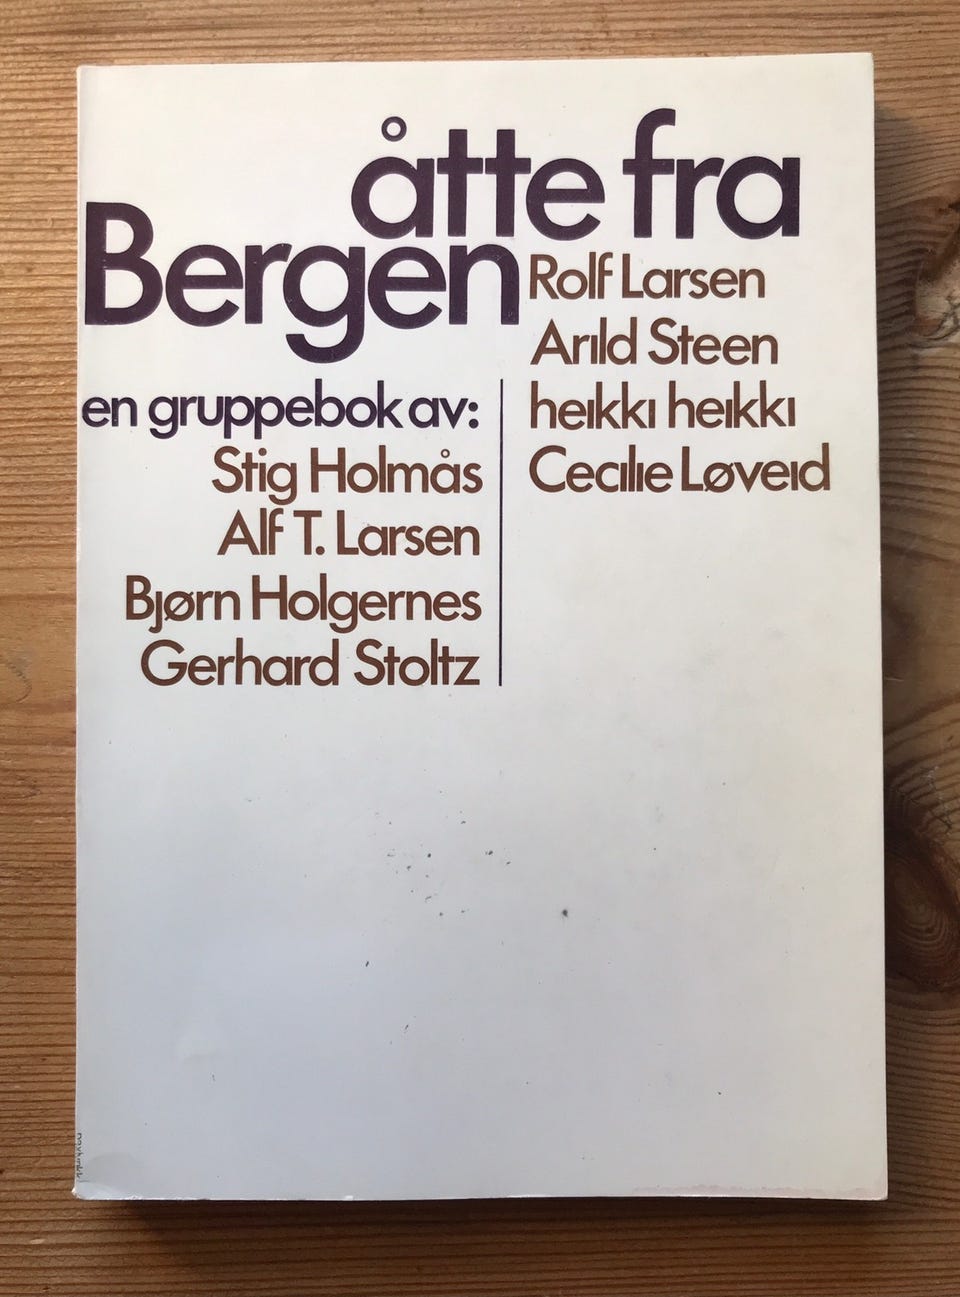 åtte fra
Bergen
en gruppebok av:
Stig Holmås
Alf T. Larsen
Bjørn Holgernes
Gerhard Stoltz
Rolf Larsen
Arild Steen
heikki heikki
Cecilie Løveid